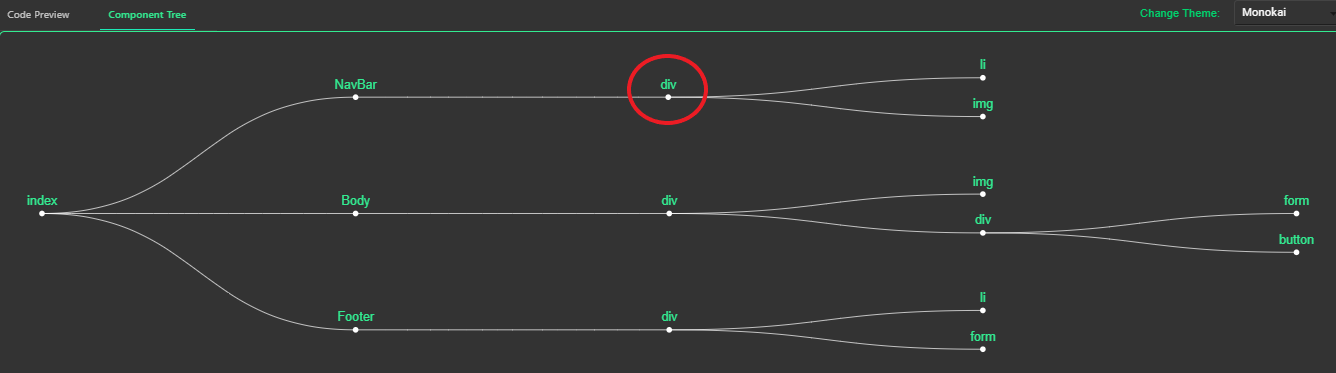 Code Preview Component Tree Change Theme: Monokai
li
NavBar div
img
img
index Body div form
div
button
li
Footer div
form